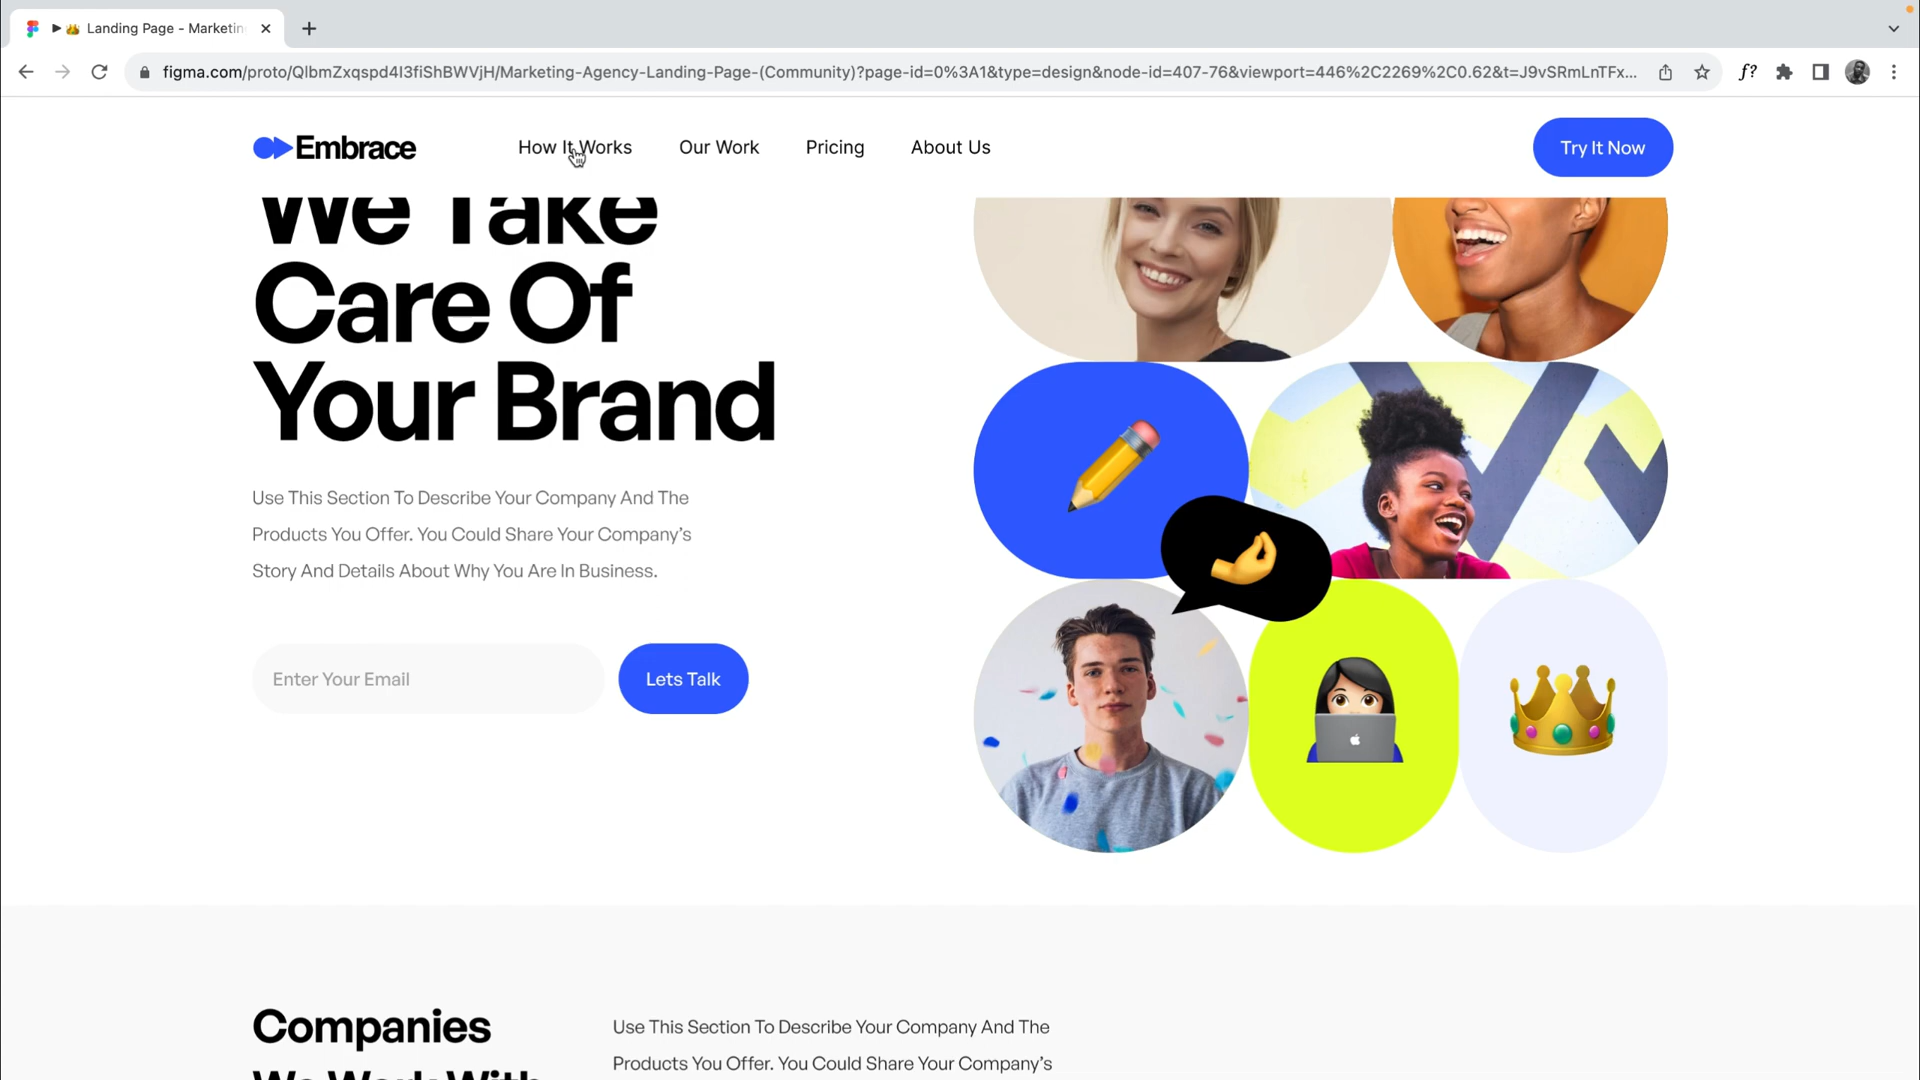 Landing Page - Marketin
figma.com/proto/QlbmZxqspd4I3fiShBWVjH/Marketing-Agency-Landing-Page-(Community)?page-id=0%3A1&type=design&node-id=407-76&viewport=446%2C2269%2C0.62&t=J9vSRmLnTFx...
f?
Embrace
How It Works
Our Work
Pricing
About Us
Try It Now
We Take
Care Of
Your Brand
Use This Section To Describe Your Company And The
Products You Offer. You Could Share Your Company’s
Story And Details About Why You Are In Business.
Enter Your Email
Lets Talk
Companies
We Work With
Use This Section To Describe Your Company And The
Products You Offer. You Could Share Your Company’s